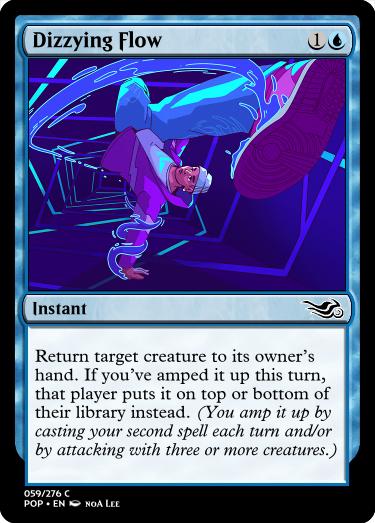 Dizzying Flow 1
Instant
Return target creature to its owner's
hand. If you've amped it up this turn,
that player puts it on top or bottom of
their library instead. (You amp it up by
casting your second spell each turn and/or
by attacking with three or more creatures.)
059/276 C
POP • EN NOA LEE